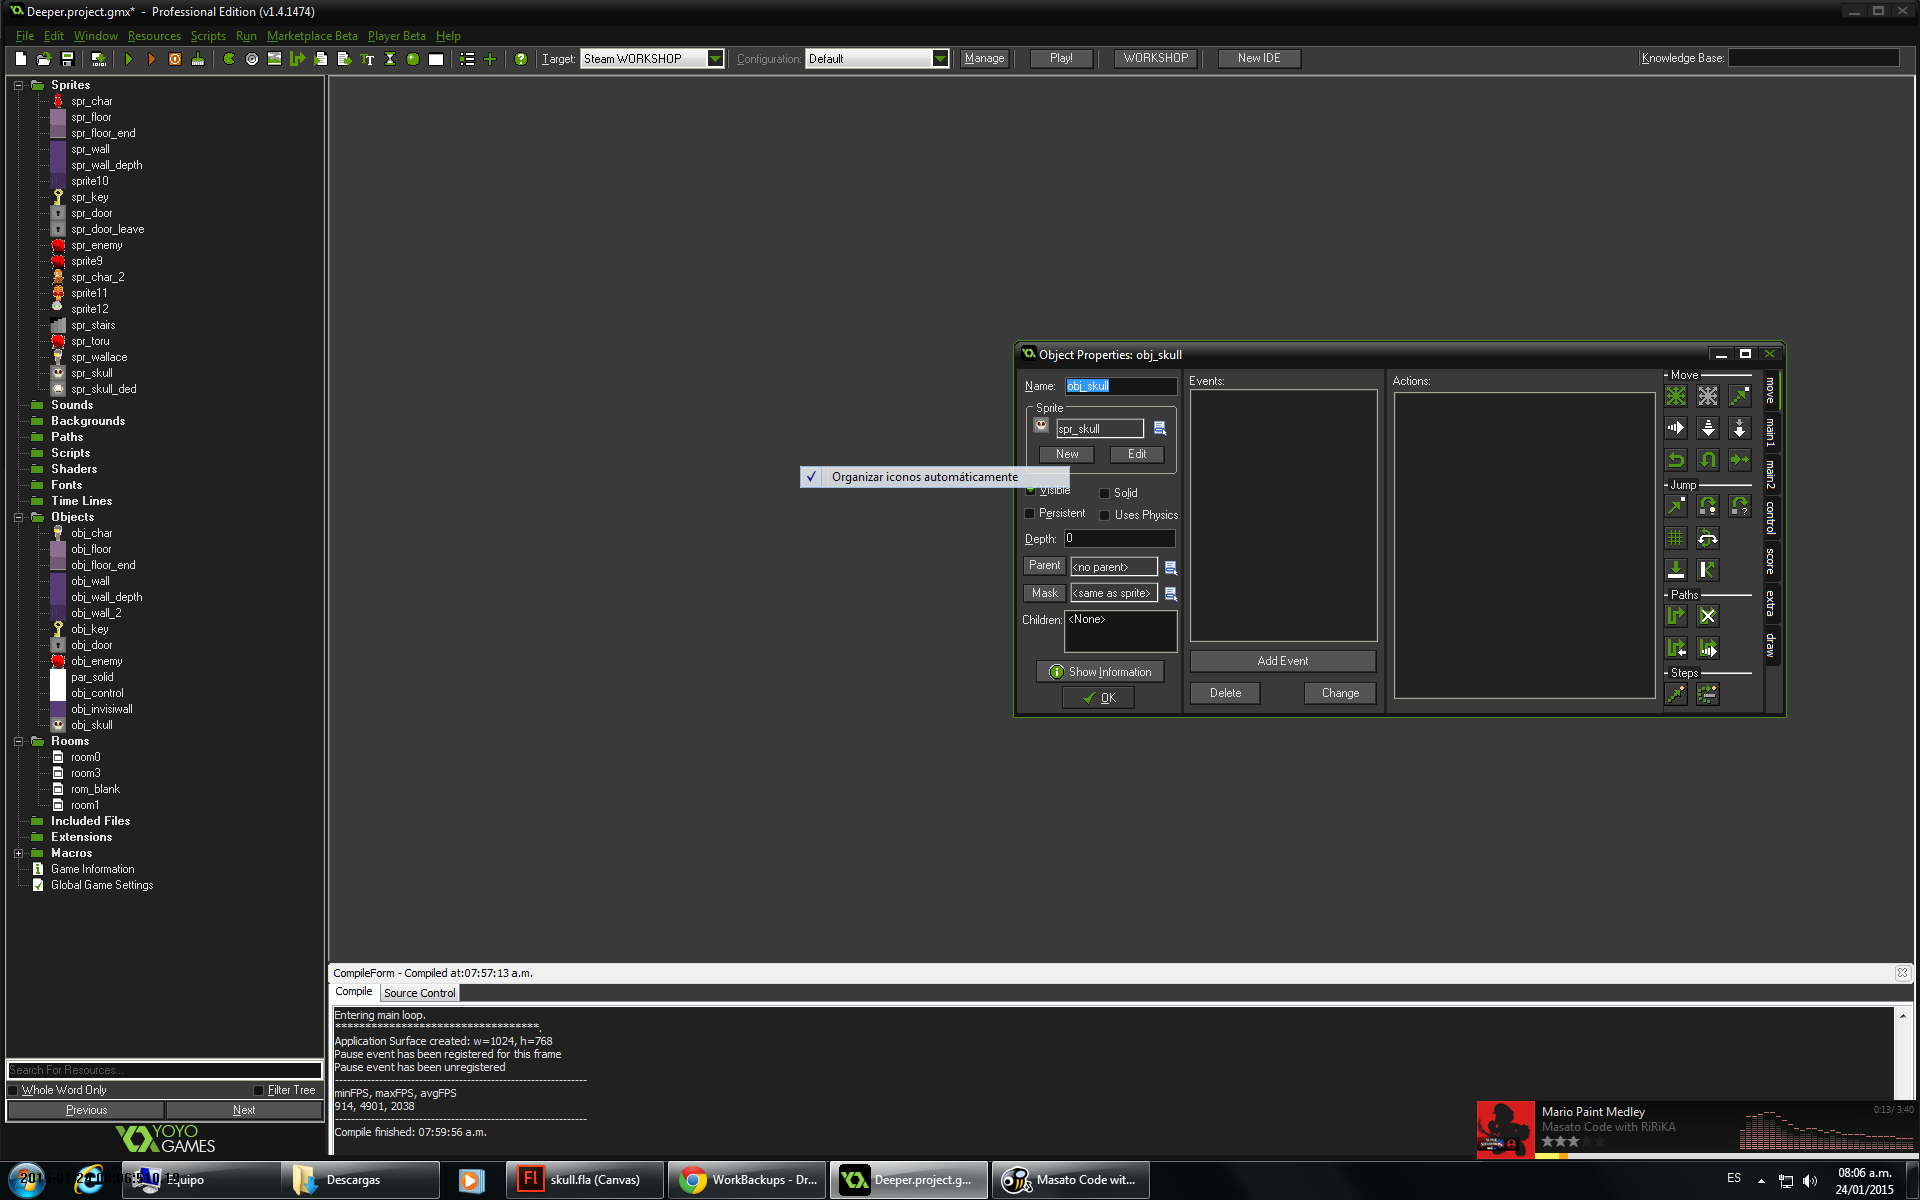 Deeper.project.gmx* - Professional Edition (v1.4.1474)
File Edit Window Resources Scripts Run Marketplace Beta Player Beta Help
Target: Steam WORKSHOP Configuration: Default Manage Play! WORKSHOP New IDE Knowledge Base:
Sprites
spr_char
spr_floor
spr_floor_end
spr_wall
spr_wall_depth
sprite10
spr_key
spr_door
spr_door_leave
spr_enemy
sprite9
spr_char_2
sprite11
sprite12
spr_stairs
spr_toru
spr_wallace
spr_skull
spr_skull_ded
Sounds
Backgrounds
Paths
Scripts
Shaders
Fonts
Time Lines
Objects
obj_char
obj_floor
obj_floor_end
obj_wall
obj_wall_depth
obj_wall_2
obj_key
obj_door
obj_enemy
par_solid
obj_control
obj_invisiwall
obj_skull
Rooms
room0
room3
rom_blank
room1
Included Files
Extensions
Macros
Game Information
Global Game Settings
Search For Resources...
Whole Word Only Filter Tree
Previous Next
YOYO
GAMES
Object Properties: obj_skull
Name: obj_skull
Sprite
spr_skull
New Edit
Organizar iconos automáticamente
Visible Solid
Persistent Uses Physics
Depth: 0
Parent <no parent>
Mask <same as sprite>
Children: <None>
Show Information
OK
Events:
Add Event
Delete Change
Actions:
Move
Jump
Paths
Steps
move
main1
main2
control
score
extra
draw
CompileForm - Compiled at:07:57:13 a.m.
Compile Source Control
Entering main loop.
**********************************.
Application Surface created: w=1024, h=768
Pause event has been registered for this frame
Pause event has been unregistered
minFPS, maxFPS, avgFPS
914, 4901, 2038
Compile finished: 07:59:56 a.m.
Mario Paint Medley 0:13/ 3:40
Masato Code with RiRiKA
Equipo
Descargas
skull.fla (Canvas)
WorkBackups - Dr...
Deeper.project.g...
Masato Code wit...
ES
08:06 a.m.
24/01/2015